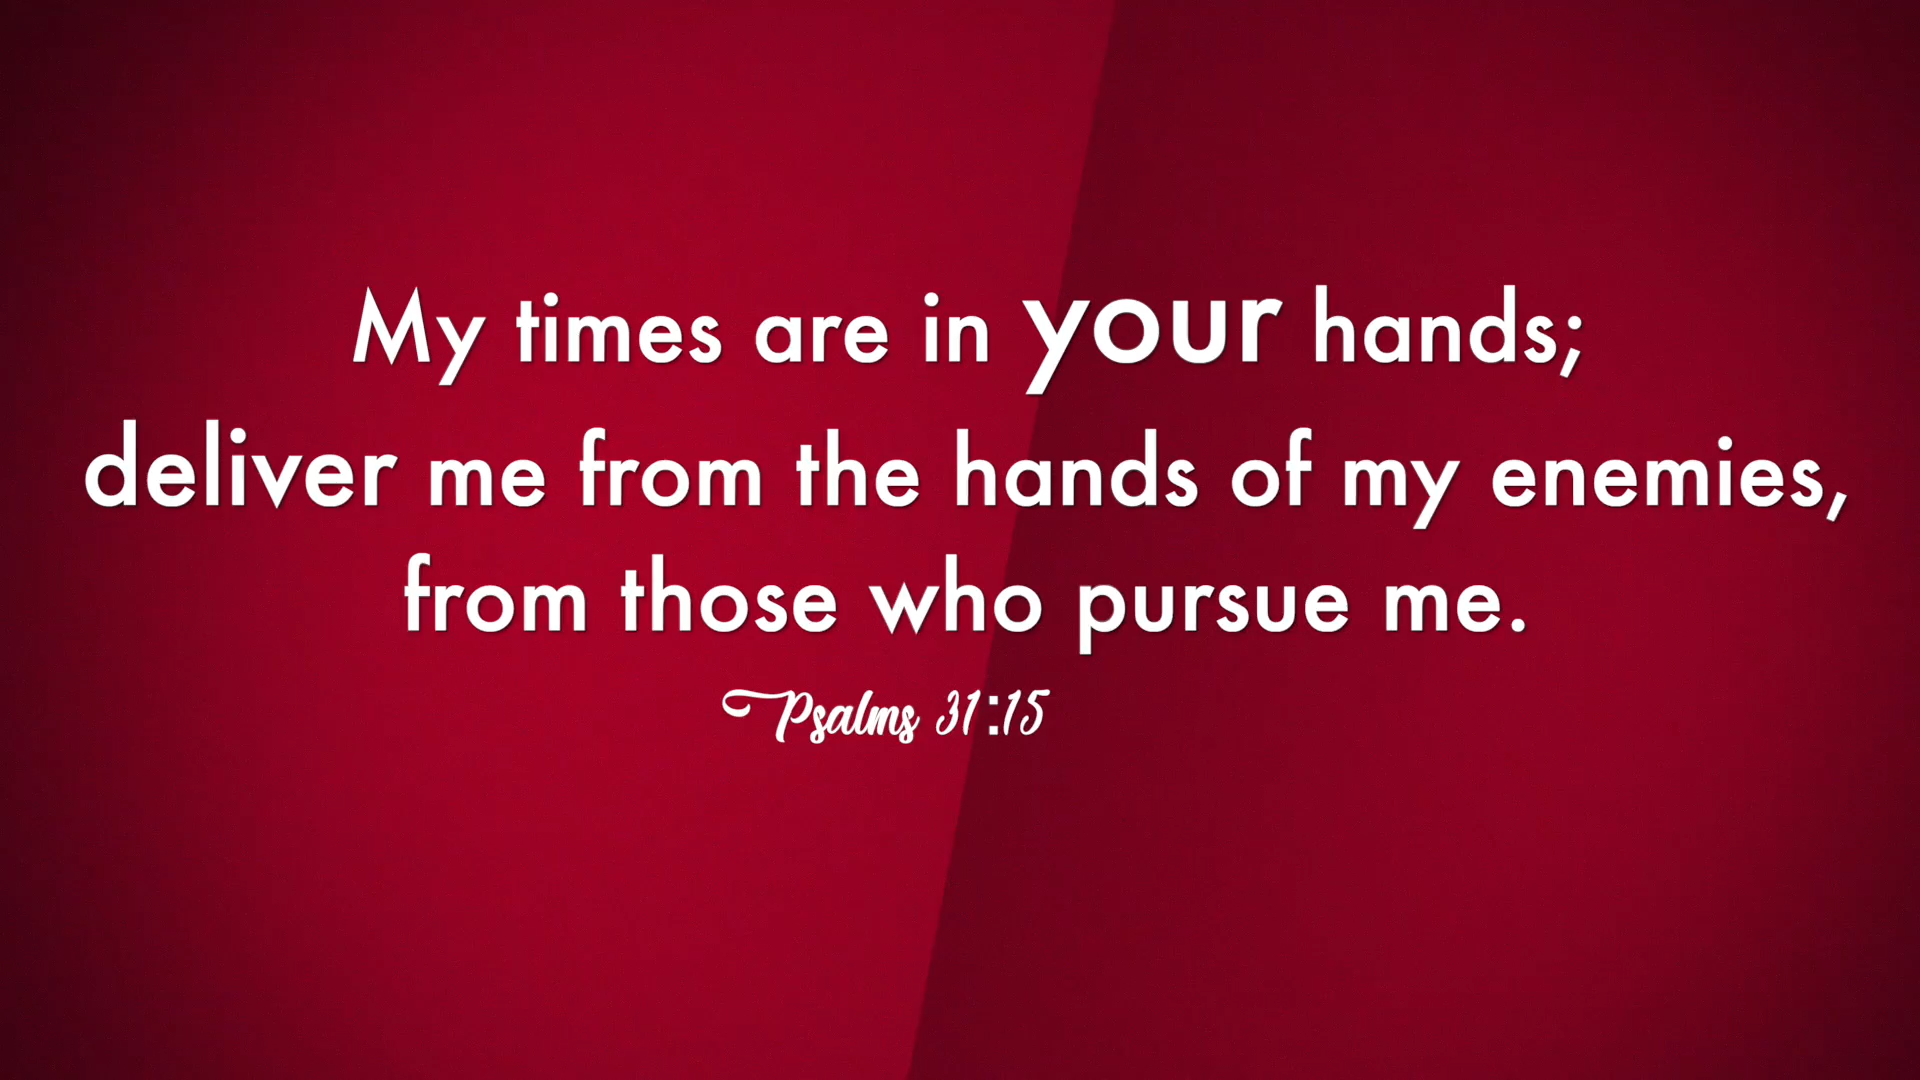 My times are in your hands;
deliver me from the hands of my enemies,
from those who pursue me.
Psalms 31:15